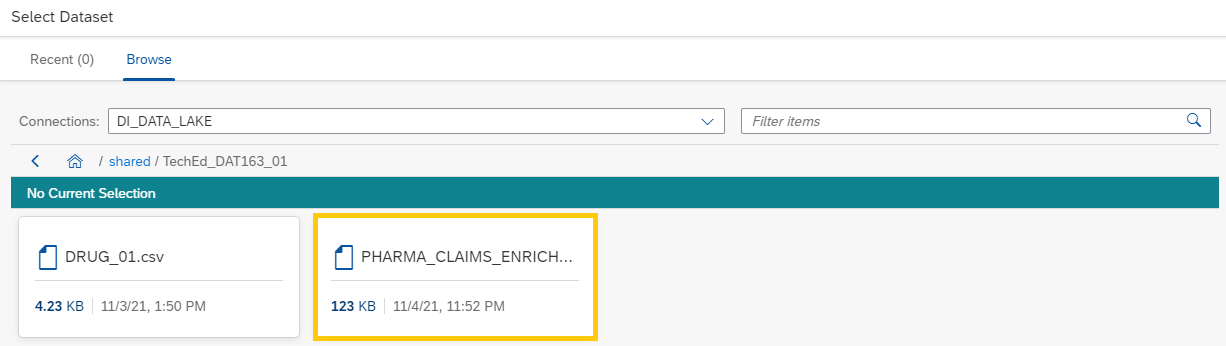 Select Dataset
Recent (0) Browse
Connections: DI_DATA_LAKE Filter items
/ shared / TechEd_DAT163_01
No Current Selection
DRUG_01.csv PHARMA_CLAIMS_ENRICH...
4.23 KB 11/3/21, 1:50 PM 123 KB 11/4/21, 11:52 PM